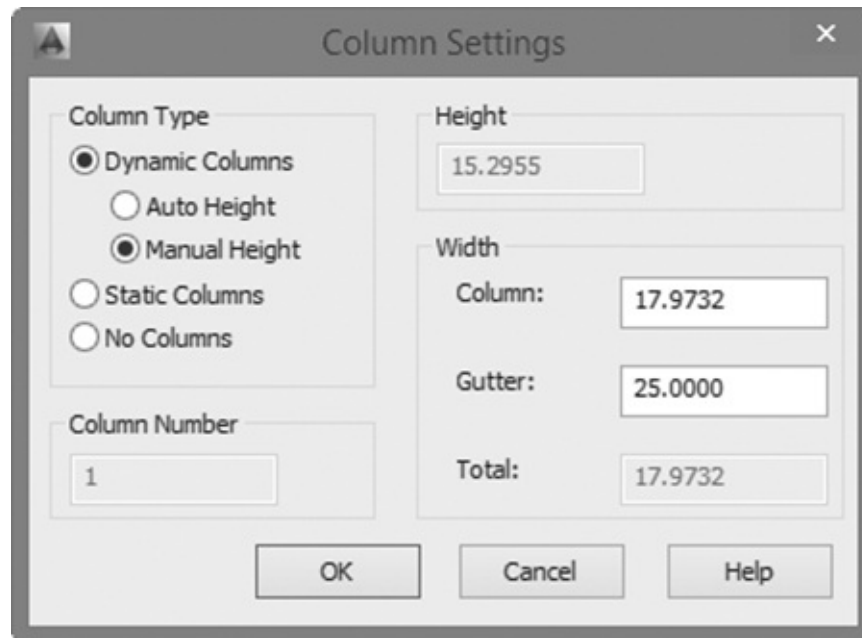 Column Settings
Column Type
Dynamic Columns
Auto Height
Manual Height
Static Columns
No Columns
Column Number
1
Height
15.2955
Width
Column: 17.9732
Gutter: 25.0000
Total: 17.9732
OK Cancel Help